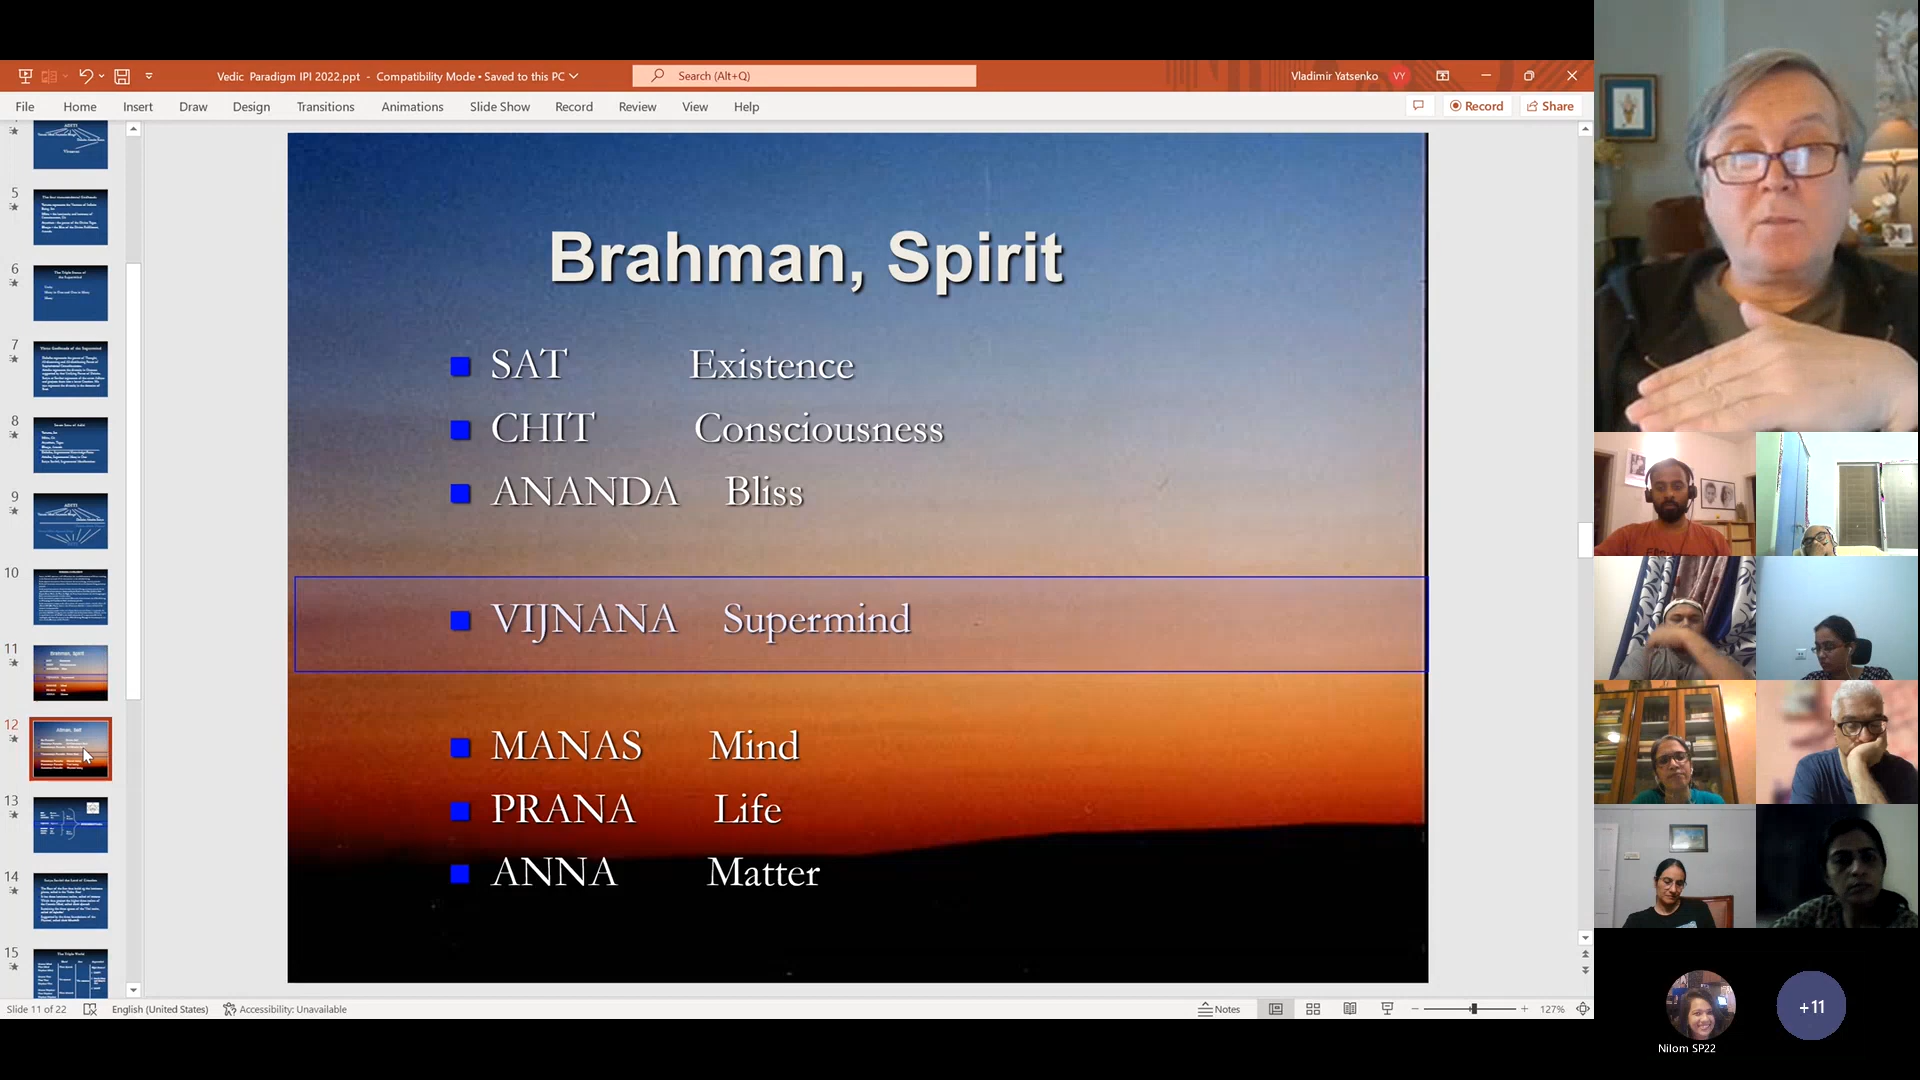 Vedic Paradigm IPI 2022.ppt - Compatibility Mode • Saved to this PC
Search (Alt+Q)
Vladimir Yatsenko VY
File Home Insert Draw Design Transitions Animations Slide Show Record Review View Help
Record Share
5
6
7
8
9
10
11
12
13
14
15
Brahman, Spirit
SAT Existence
CHIT Consciousness
ANANDA Bliss
VIJNANA Supermind
MANAS Mind
PRANA Life
ANNA Matter
Slide 11 of 22 English (United States) Accessibility: Unavailable
Notes 127%
+11
Nilom SP22